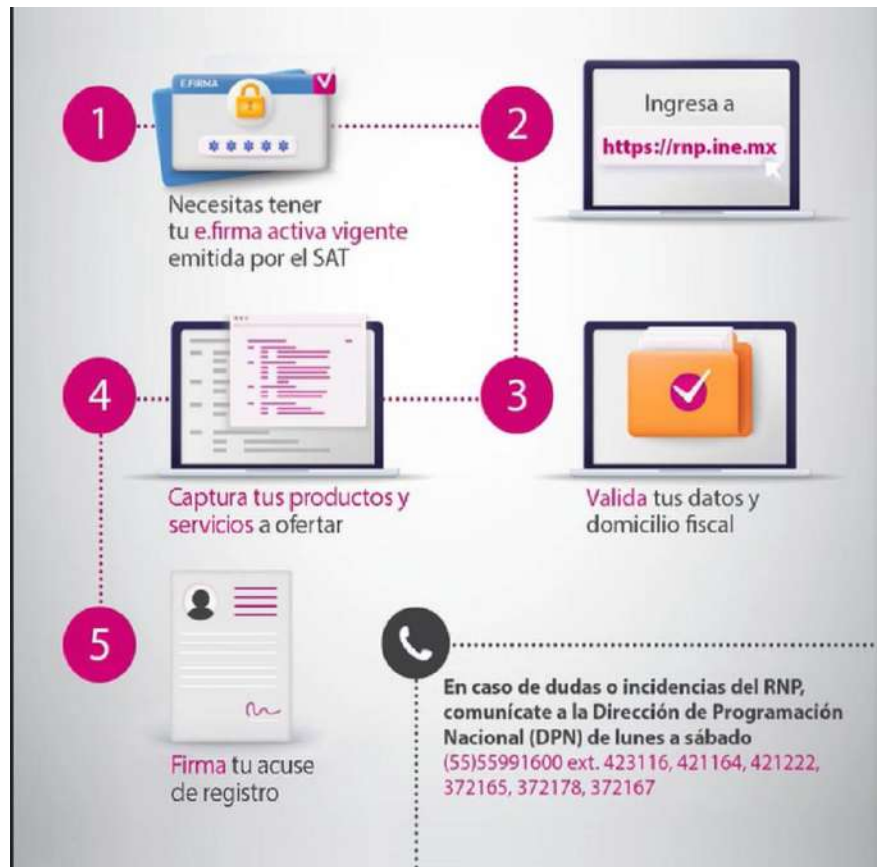 1
E.FIRMA
*****
Necesitas tener
tu e.firma activa vigente
emitida por el SAT
2
Ingresa a
https://rnp.ine.mx
3
Valida tus datos y
domicilio fiscal
4
Captura tus productos y
servicios a ofertar
5
Firma tu acuse
de registro
En caso de dudas o incidencias del RNP,
comunícate a la Dirección de Programación
Nacional (DPN) de lunes a sábado
(55)55991600 ext. 423116, 421164, 421222,
372165, 372178, 372167